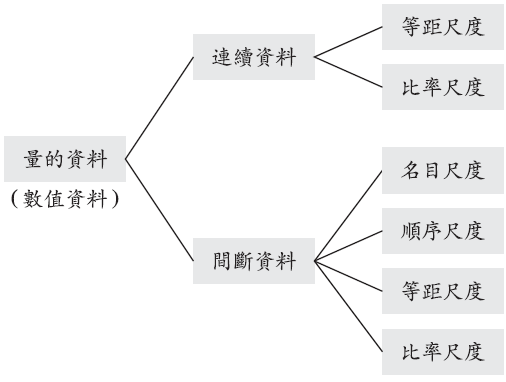 量的資料
(數值資料)
連續資料
等距尺度
比率尺度
間斷資料
名目尺度
順序尺度
等距尺度
比率尺度